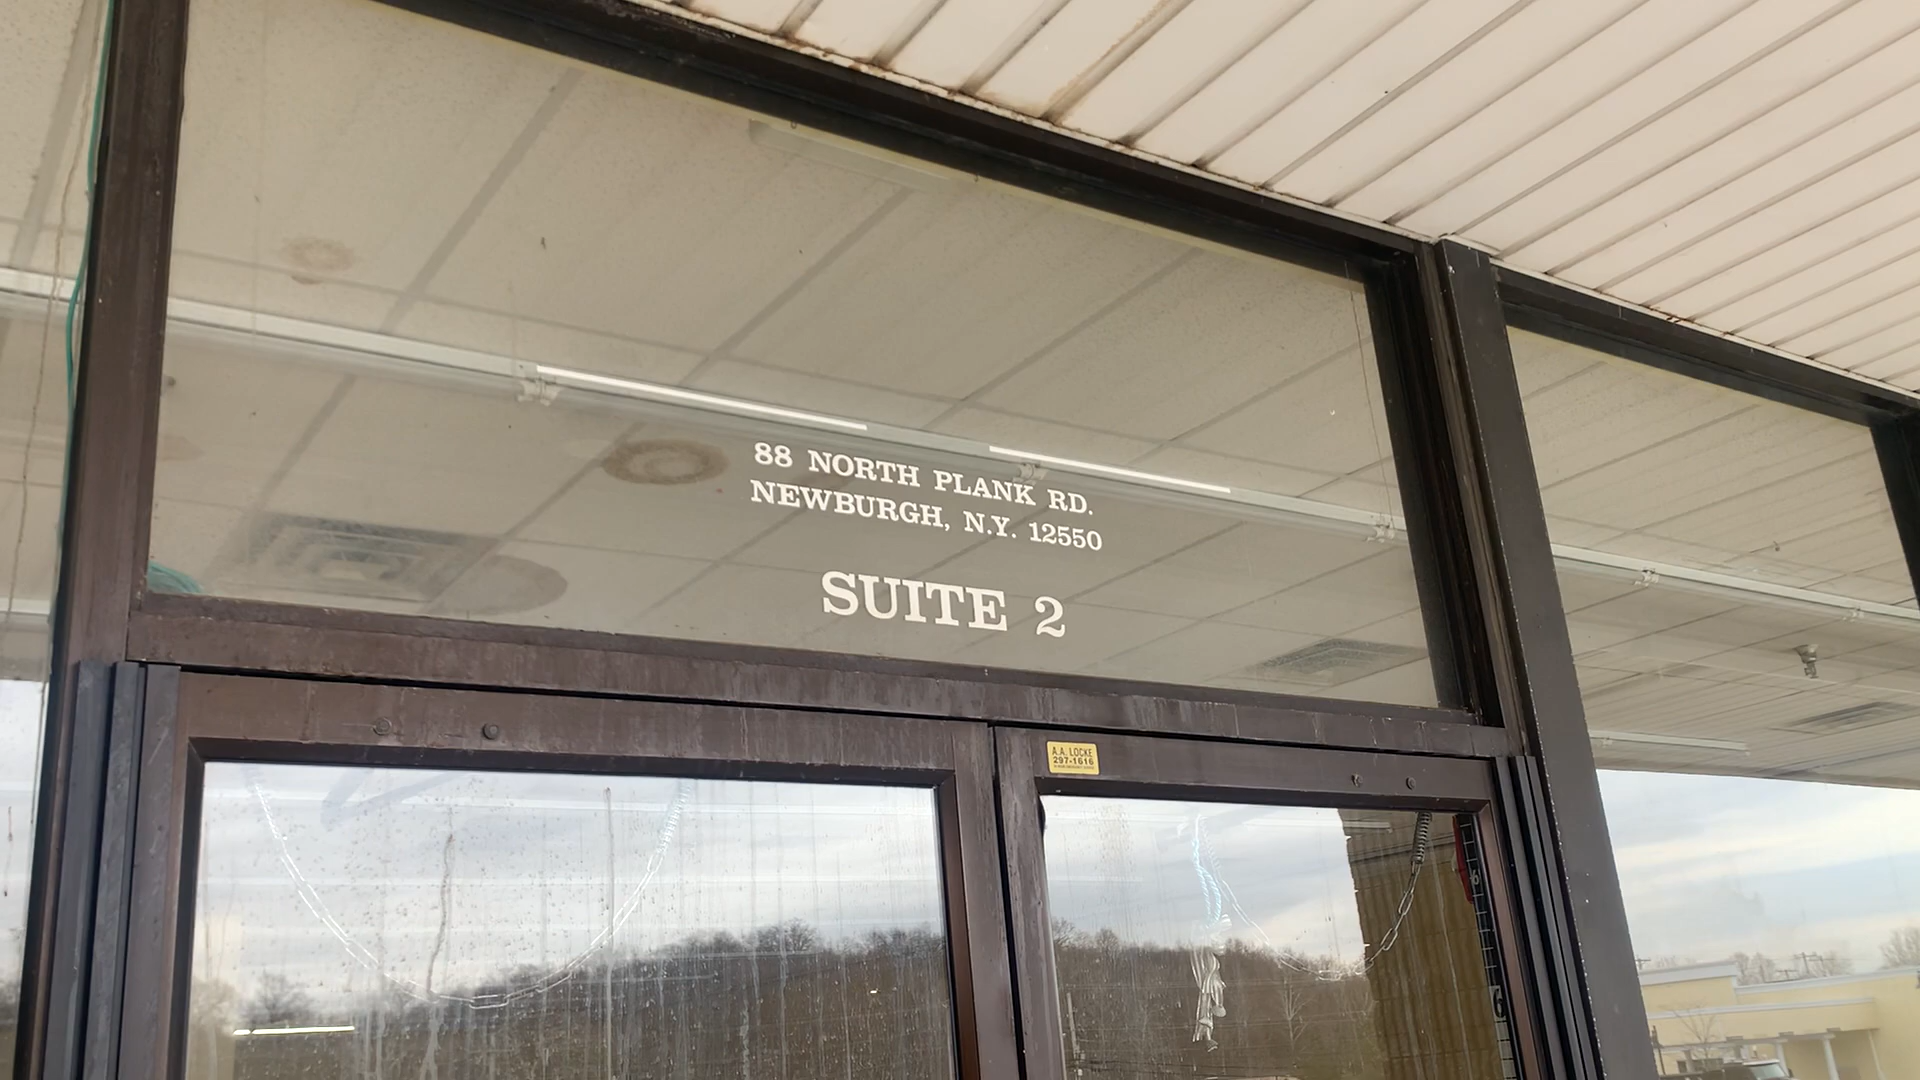 88 NORTH PLANK RD.
NEWBURGH, N.Y. 12550
SUITE 2
A.A. LOCKE
297-1616